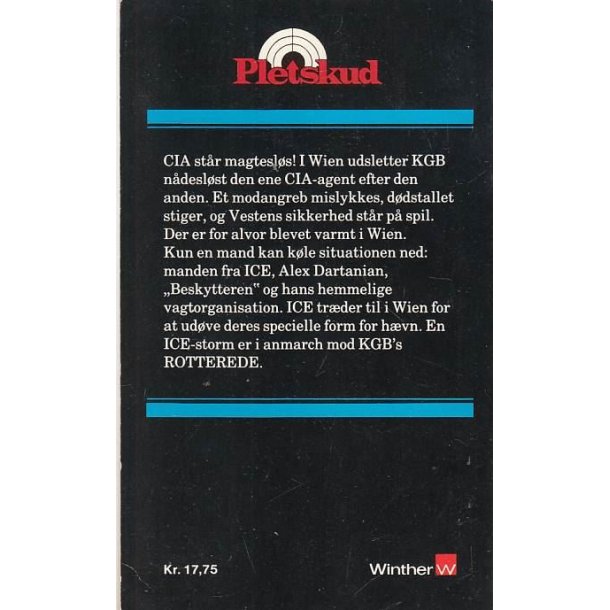 Pletskud
CIA står magtesløs! I Wien udsletter KGB
nådesløst den ene CIA-agent efter den
anden. Et modangreb mislykkes, dødstallet
stiger, og Vestens sikkerhed står på spil.
Der er for alvor blevet varmt i Wien.
Kun en mand kan køle situationen ned:
manden fra ICE, Alex Dartanian,
„Beskytteren" og hans hemmelige
vagtorganisation. ICE træder til i Wien for
at udøve deres specielle form for hævn. En
ICE-storm er i anmarch mod KGB's
ROTTEREDE.
Kr. 17,75
Winther W